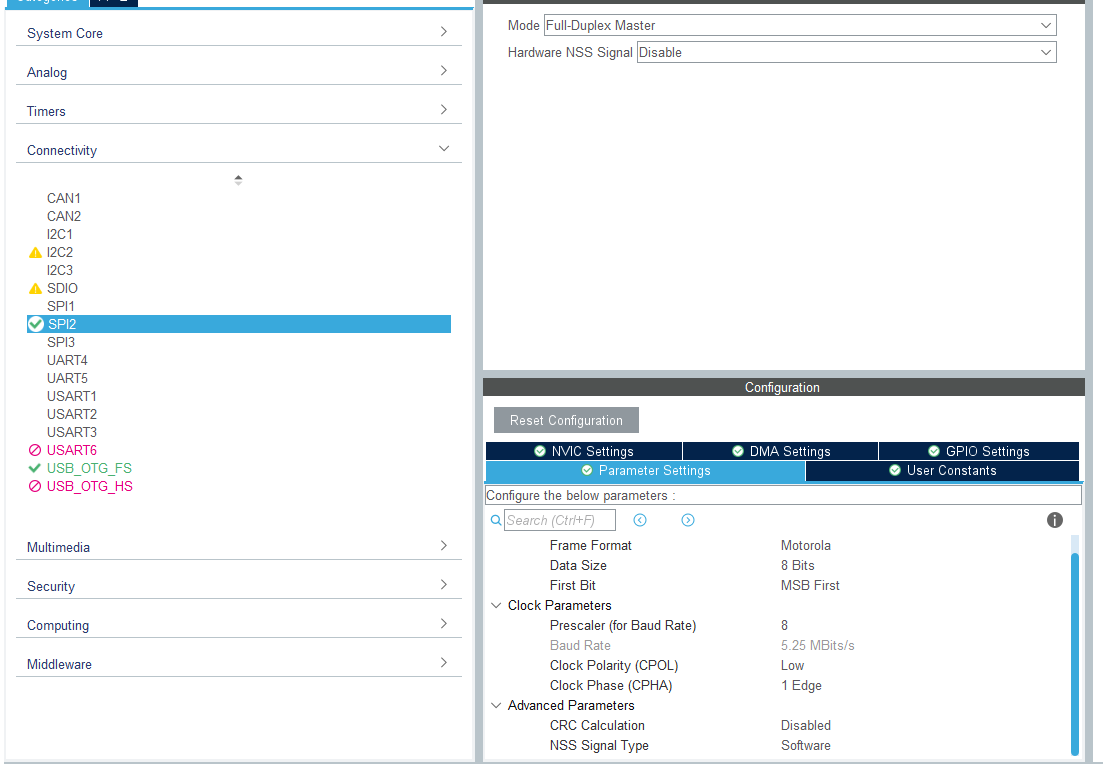 System Core
Analog
Timers
Connectivity
CAN1
CAN2
I2C1
I2C2
I2C3
SDIO
SPI1
SPI2
SPI3
UART4
UART5
USART1
USART2
USART3
USART6
USB_OTG_FS
USB_OTG_HS
Multimedia
Security
Computing
Middleware
Mode Full-Duplex Master
Hardware NSS Signal Disable
Configuration
Reset Configuration
NVIC Settings DMA Settings GPIO Settings
Parameter Settings User Constants
Configure the below parameters :
Search (Ctrl+F)
Frame Format Motorola
Data Size 8 Bits
First Bit MSB First
Clock Parameters
Prescaler (for Baud Rate) 8
Baud Rate 5.25 MBits/s
Clock Polarity (CPOL) Low
Clock Phase (CPHA) 1 Edge
Advanced Parameters
CRC Calculation Disabled
NSS Signal Type Software